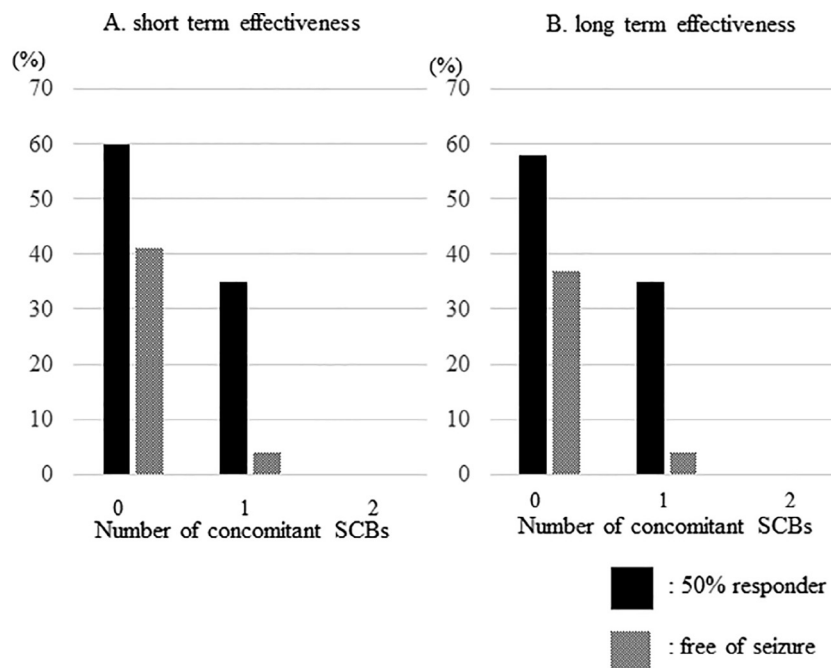 A. short term effectiveness
(%)
70
60
50
40
30
20
10
0
0 1 2
Number of concomitant SCBs
B. long term effectiveness
(%)
70
60
50
40
30
20
10
0
0 1 2
Number of concomitant SCBs
: 50% responder
: free of seizure